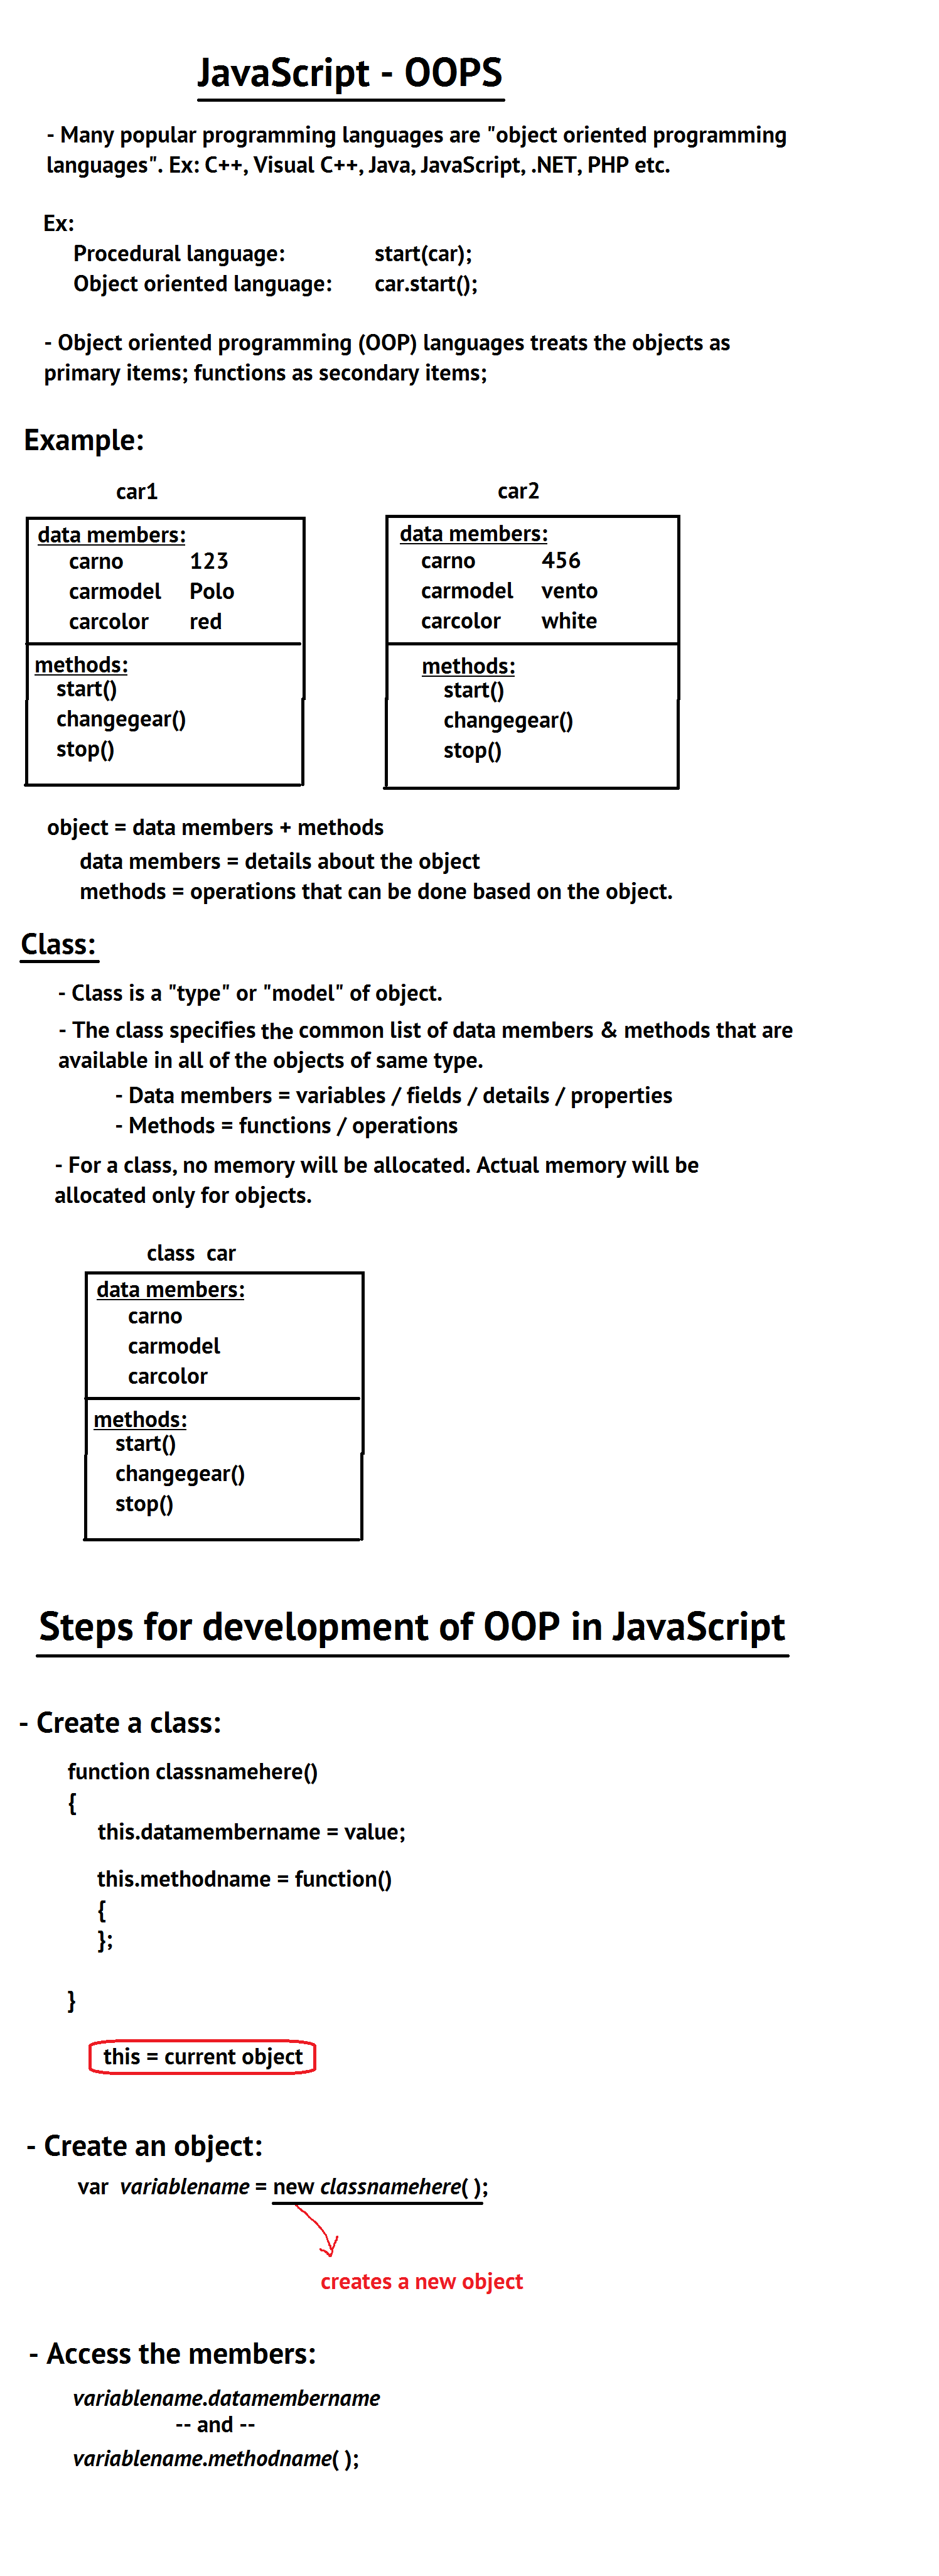 JavaScript - OOPS
- Many popular programming languages are "object oriented programming
languages". Ex: C++, Visual C++, Java, JavaScript, .NET, PHP etc.
Ex:
Procedural language: start(car);
Object oriented language: car.start();
- Object oriented programming (OOP) languages treats the objects as
primary items; functions as secondary items;
Example:
car1
data members:
carno 123
carmodel Polo
carcolor red
methods:
start()
changegear()
stop()
car2
data members:
carno 456
carmodel vento
carcolor white
methods:
start()
changegear()
stop()
object = data members + methods
data members = details about the object
methods = operations that can be done based on the object.
Class:
- Class is a "type" or "model" of object.
- The class specifies the common list of data members & methods that are
available in all of the objects of same type.
- Data members = variables / fields / details / properties
- Methods = functions / operations
- For a class, no memory will be allocated. Actual memory will be
allocated only for objects.
class car
data members:
carno
carmodel
carcolor
methods:
start()
changegear()
stop()
Steps for development of OOP in JavaScript
- Create a class:
function classnamehere()
{
this.datamembername = value;
this.methodname = function()
{
};
}
this = current object
- Create an object:
var variablename = new classnamehere( );
creates a new object
- Access the members:
variablename.datamembername
-- and --
variablename.methodname( );